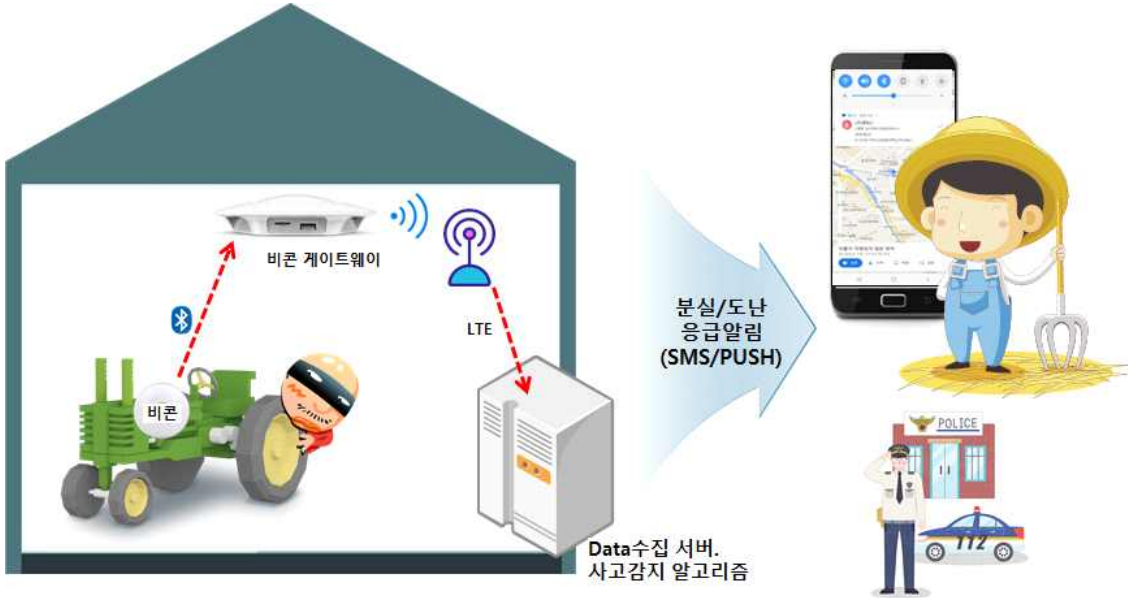 비콘 게이트웨이
LTE
비콘
Data수집 서버.
사고감지 알고리즘
분실/도난
응급알림
(SMS/PUSH)
POLICE
112